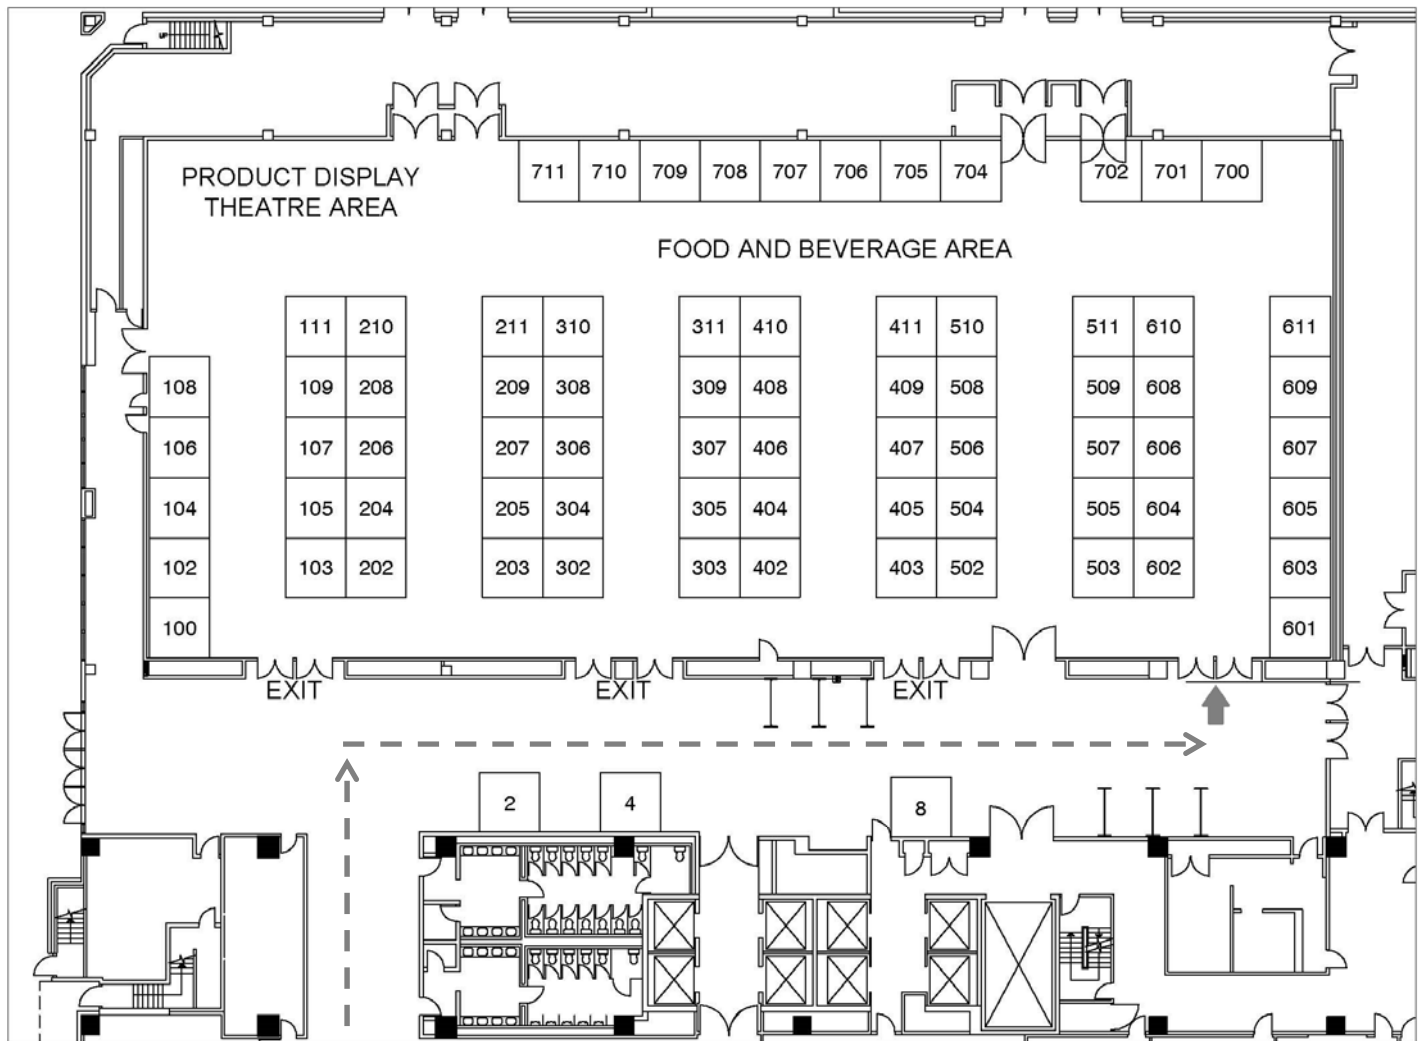 UP
PRODUCT DISPLAY
THEATRE AREA
711 710 709 708 707 706 705 704 702 701 700
FOOD AND BEVERAGE AREA
111 210 211 310 311 410 411 510 511 610 611
108 109 208 209 308 309 408 409 508 509 608 609
106 107 206 207 306 307 406 407 506 507 606 607
104 105 204 205 304 305 404 405 504 505 604 605
102 103 202 203 302 303 402 403 502 503 602 603
100 601
EXIT EXIT EXIT
2 4 8